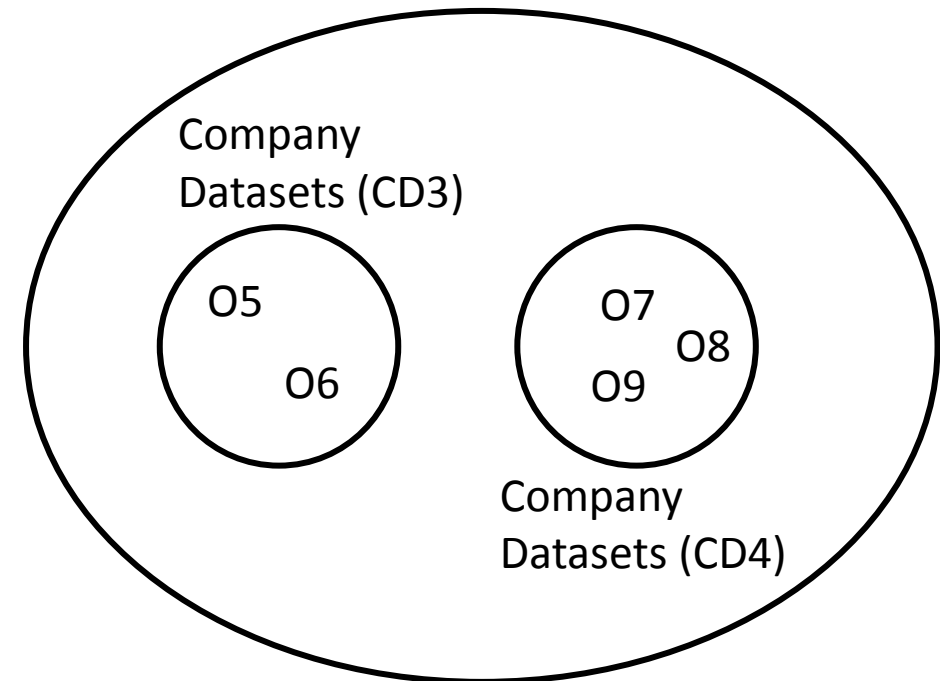 Company
Datasets (CD3)
O5
O6
O7
O8
O9
Company
Datasets (CD4)